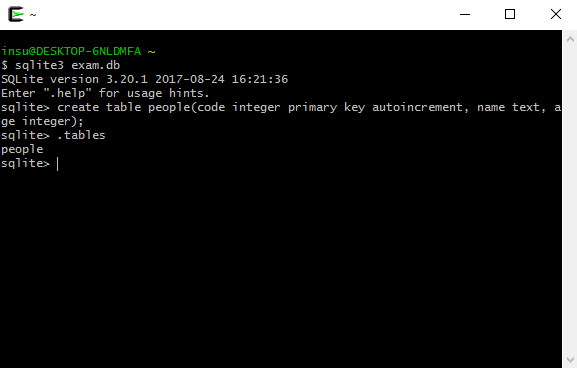 ~
insu@DESKTOP-6NLDMFA ~
$ sqlite3 exam.db
SQLite version 3.20.1 2017-08-24 16:21:36
Enter ".help" for usage hints.
sqlite> create table people(code integer primary key autoincrement, name text, a
ge integer);
sqlite> .tables
people
sqlite>